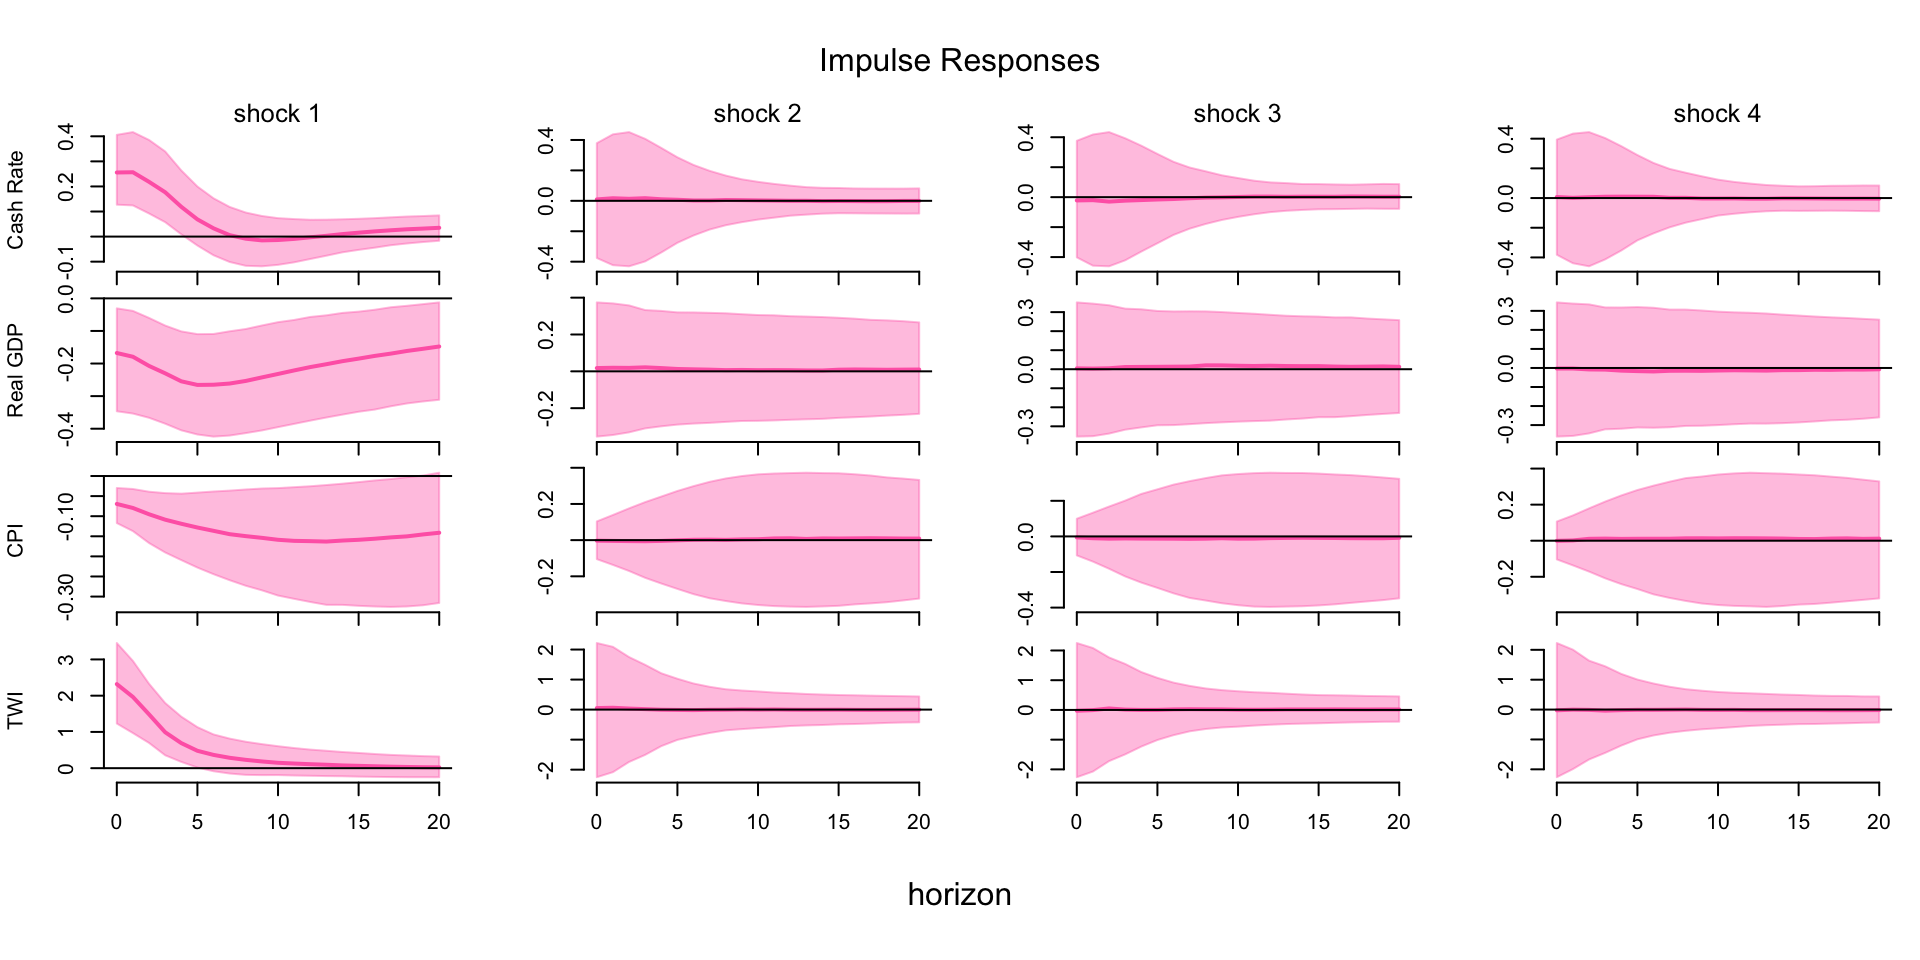 Impulse Responses
shock 1 shock 2 shock 3 shock 4
Cash Rate
0.4 0.2 -0.1
0.4 0.0 -0.4
0.4 0.0 -0.4
0.4 0.0 -0.4
Real GDP
0.0 -0.2 -0.4
0.2 -0.2
0.3 0.0 -0.3
0.3 0.0 -0.3
CPI
-0.10 -0.30
0.2 -0.2
0.0 -0.4
0.2 -0.2
TWI
3 2 1 0
2 1 0 -2
2 1 0 -2
2 1 0 -2
0 5 10 15 20 0 5 10 15 20 0 5 10 15 20 0 5 10 15 20
horizon